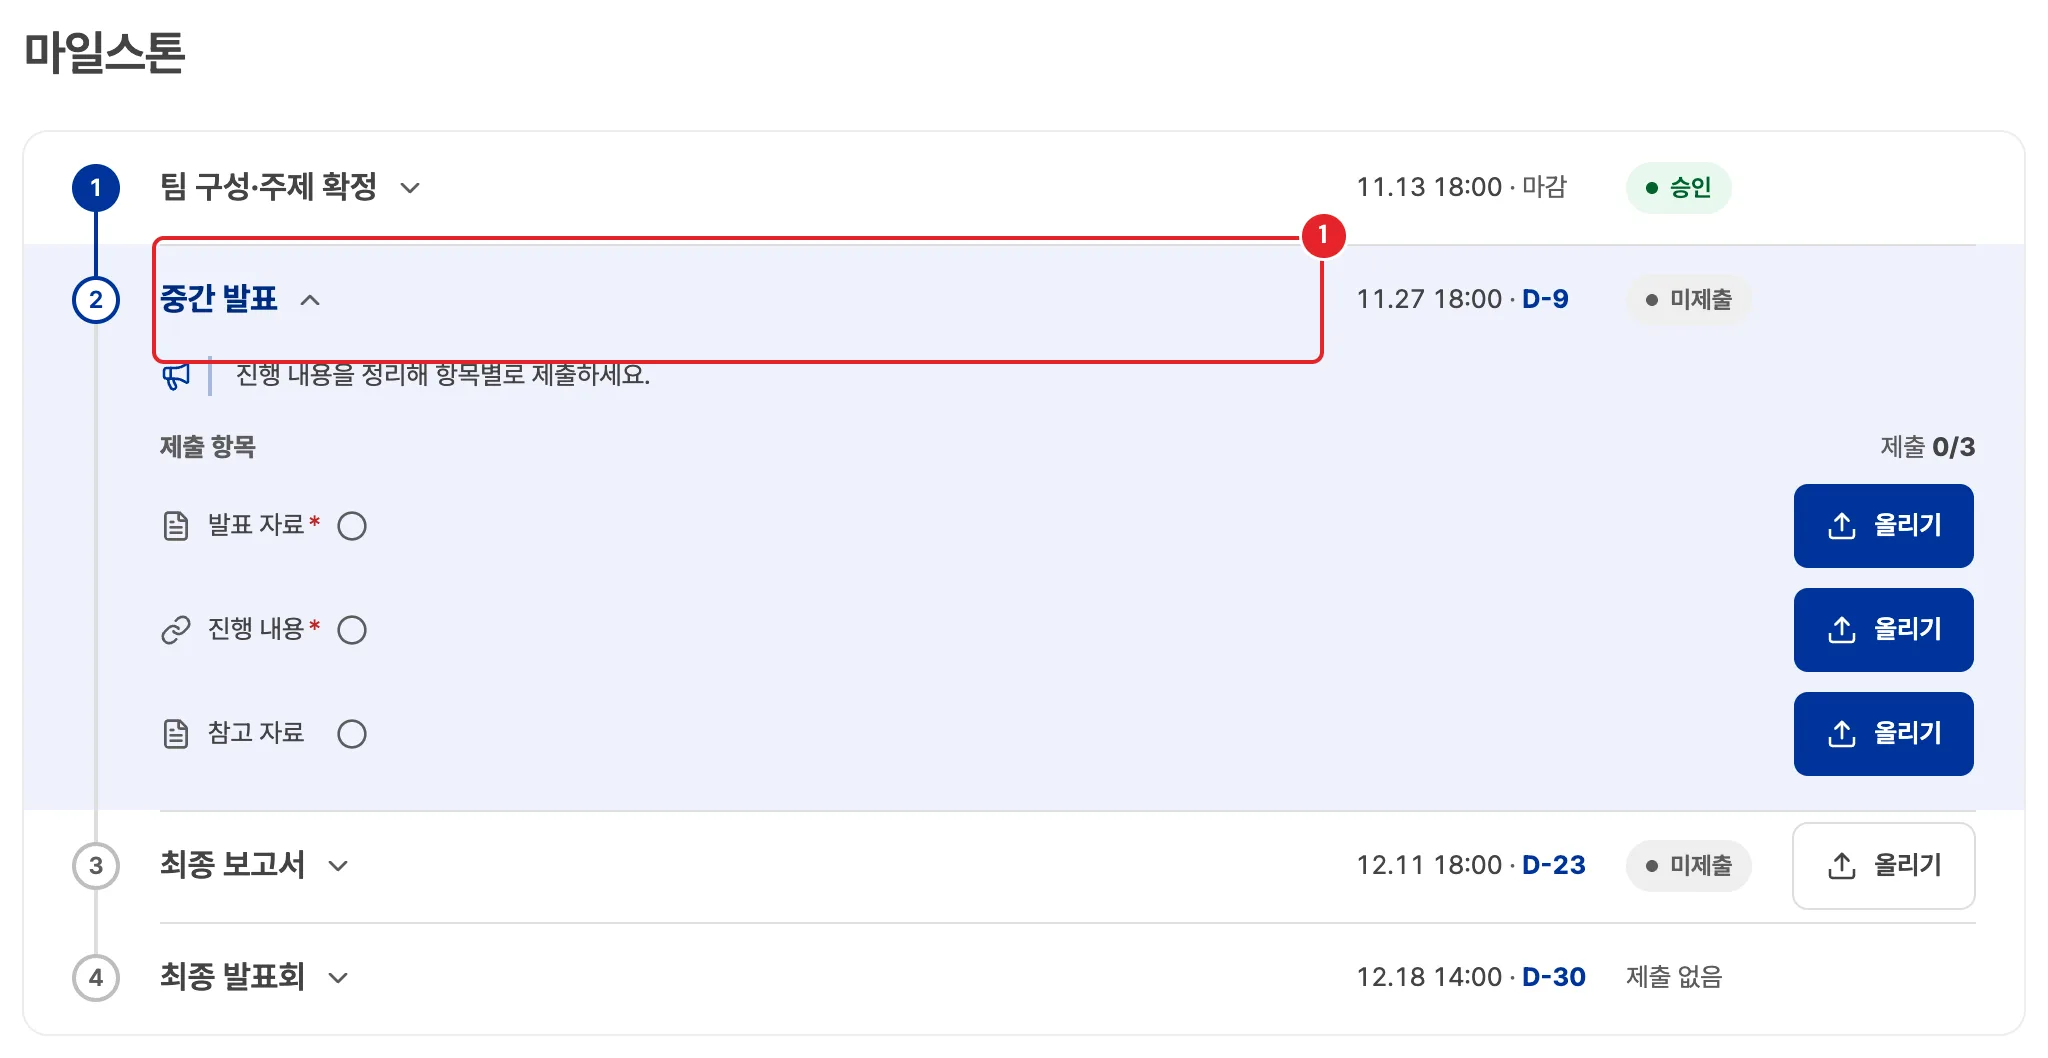 마일스톤
1 팀 구성·주제 확정 11.13 18:00 · 마감 승인
1
2 중간 발표 11.27 18:00 · D-9 미제출
진행 내용을 정리해 항목별로 제출하세요.
제출 항목 제출 0/3
발표 자료* 올리기
진행 내용* 올리기
참고 자료 올리기
3 최종 보고서 12.11 18:00 · D-23 미제출 올리기
4 최종 발표회 12.18 14:00 · D-30 제출 없음